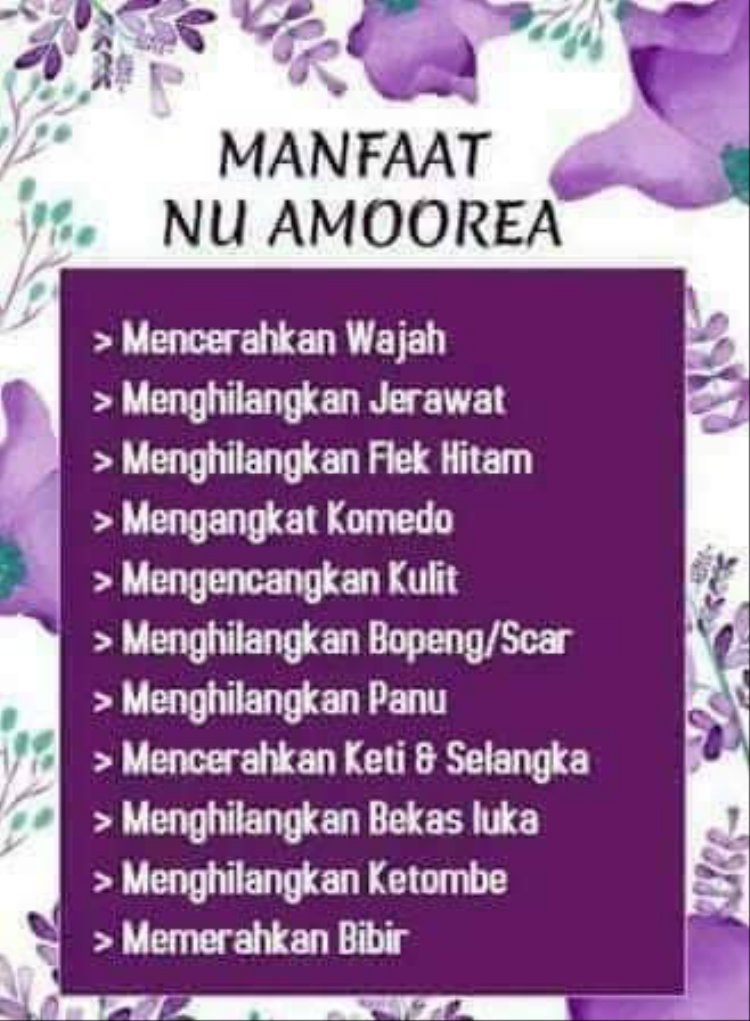 MANFAAT
NU AMOOREA
> Mencerahkan Wajah
> Menghilangkan Jerawat
> Menghilangkan Flek Hitam
> Mengangkat Komedo
> Mengencangkan Kulit
> Menghilangkan Bopeng/Scar
> Menghilangkan Panu
> Mencerahkan Keti & Selangka
> Menghilangkan Bekas luka
> Menghilangkan Ketombe
> Memerahkan Bibir